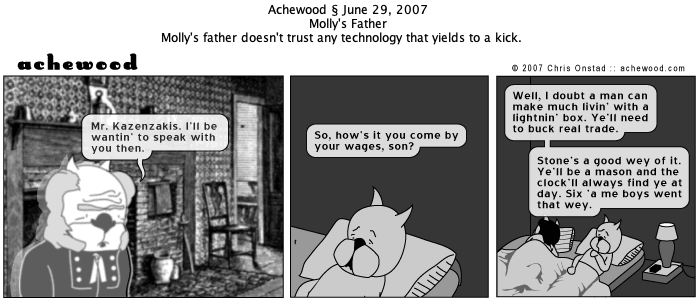 Achewood § June 29, 2007
Molly's Father
Molly's father doesn't trust any technology that yields to a kick.
achewood
© 2007 Chris Onstad :: achewood.com
Mr. Kazenzakis. I'll be
wantin' to speak with
you then.
So, how's it you come by
your wages, son?
Well, I doubt a man can
make much livin' with a
lightnin' box. Ye'll need
to buck real trade.
Stone's a good wey of it.
Ye'll be a mason and the
clock'll always find ye at
day. Six 'a me boys went
that wey.